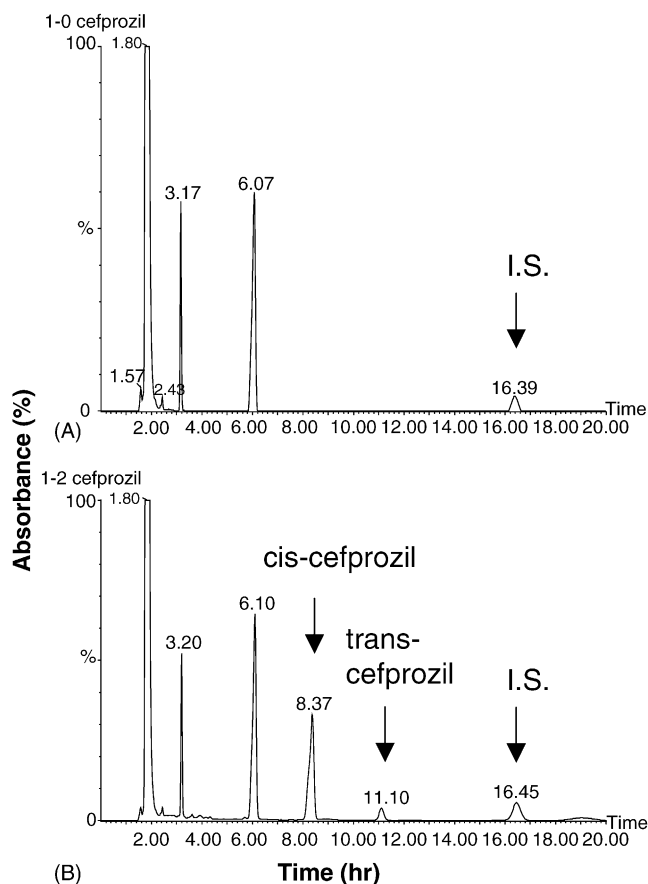 1-0 cefprozil
100
1.80
3.17
6.07
%
I.S.
1.57
2.43
16.39
0
Time
2.00 4.00 6.00 8.00 10.00 12.00 14.00 16.00 18.00 20.00
(A)
Absorbance (%)
1-2 cefprozil
100
1.80
cis-cefprozil
6.10
trans-
cefprozil
3.20
%
I.S.
8.37
11.10
16.45
0
Time
2.00 4.00 6.00 8.00 10.00 12.00 14.00 16.00 18.00 20.00
(B)
Time (hr)